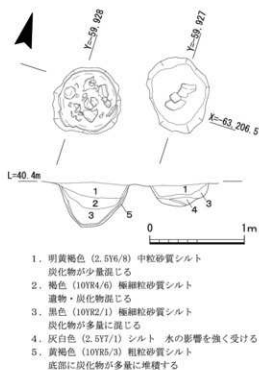 Y=-59,928
Y=-59,927
X=-63,206.5
L=40.4m
1
2
3
5
1
3
4
0 1m
1. 明黄褐色 (2.5Y6/8) 中粒砂質シルト
炭化物が少量混じる
2. 褐色 (10YR4/6) 極細粒砂質シルト
遺物・炭化物混じる
3. 黒色 (10YR2/1) 極細粒砂質シルト
炭化物が多量に混じる
4. 灰白色 (2.5Y7/1) シルト 水の影響を強く受ける
5. 黄褐色 (10YR5/3) 粗粒砂質シルト
底部に炭化物が多量に堆積する